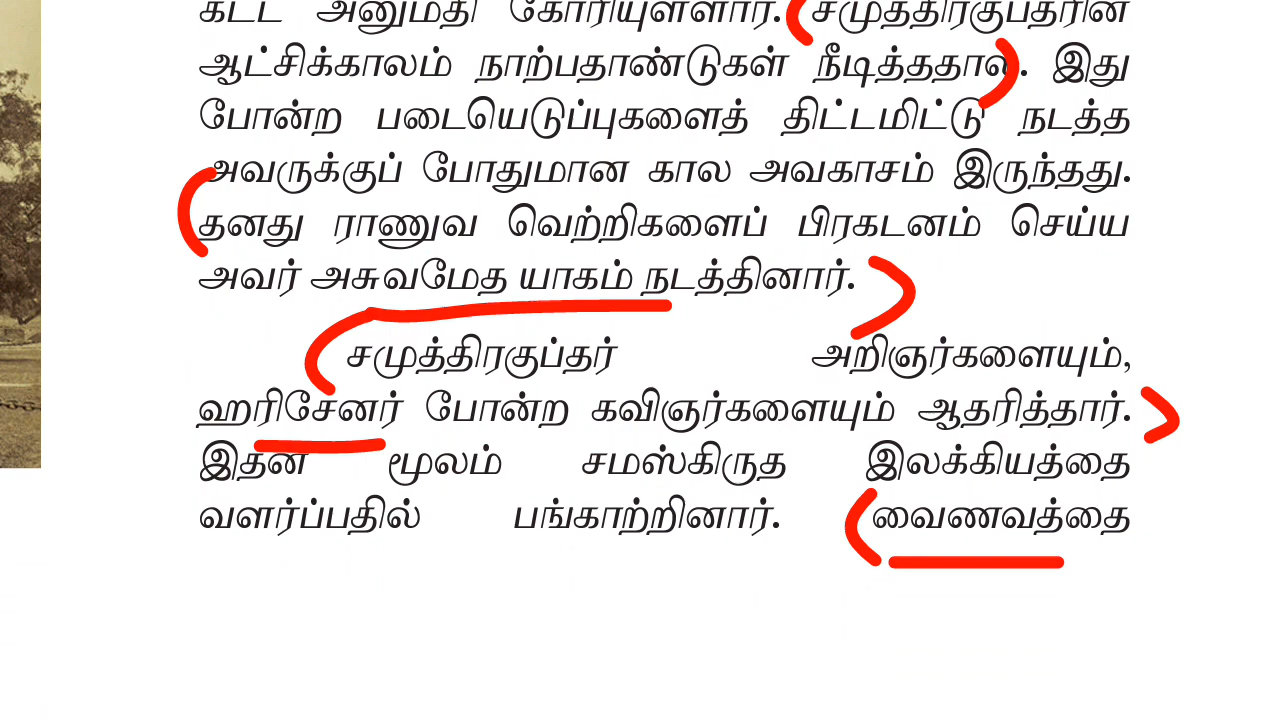 கட்ட அனுமதி கோரியுள்ளார். சமுத்திரகுப்தரின்
ஆட்சிக்காலம் நாற்பதாண்டுகள் நீடித்ததால். இது
போன்ற படையெடுப்புகளைத் திட்டமிட்டு நடத்த
அவருக்குப் போதுமான கால அவகாசம் இருந்தது.
தனது ராணுவ வெற்றிகளைப் பிரகடனம் செய்ய
அவர் அசுவமேத யாகம் நடத்தினார்.
சமுத்திரகுப்தர் அறிஞர்களையும்,
ஹரிசேனர் போன்ற கவிஞர்களையும் ஆதரித்தார்.
இதன் மூலம் சமஸ்கிருத இலக்கியத்தை
வளர்ப்பதில் பங்காற்றினார். வைணவத்தை